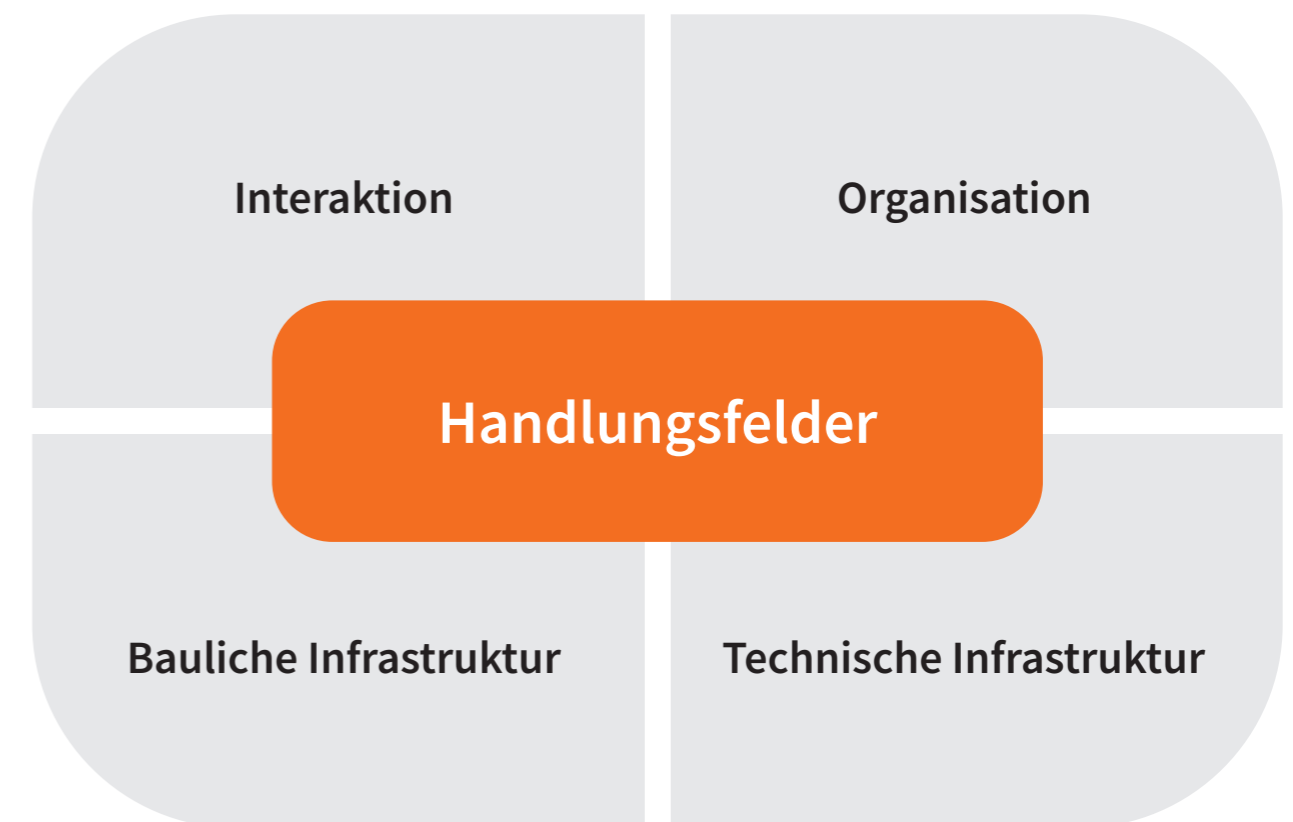 Interaktion
Organisation
Handlungsfelder
Bauliche Infrastruktur
Technische Infrastruktur